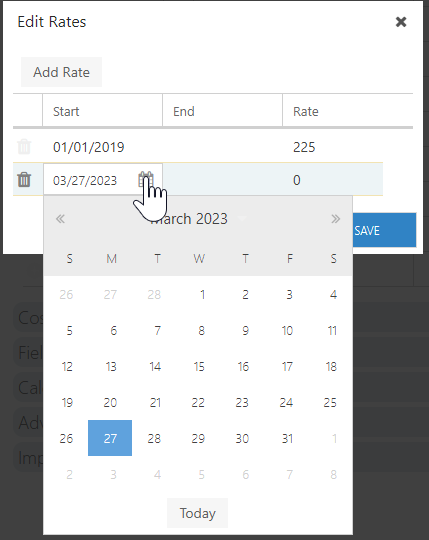 Edit Rates ✖
Add Rate
Start End Rate
01/01/2019 225
03/27/2023 0
« March 2023 »
SAVE
S M T W T F S
26 27 28 1 2 3 4
5 6 7 8 9 10 11
12 13 14 15 16 17 18
19 20 21 22 23 24 25
26 27 28 29 30 31 1
2 3 4 5 6 7 8
Today
Cos
Fiel
Cal
Adv
Imp